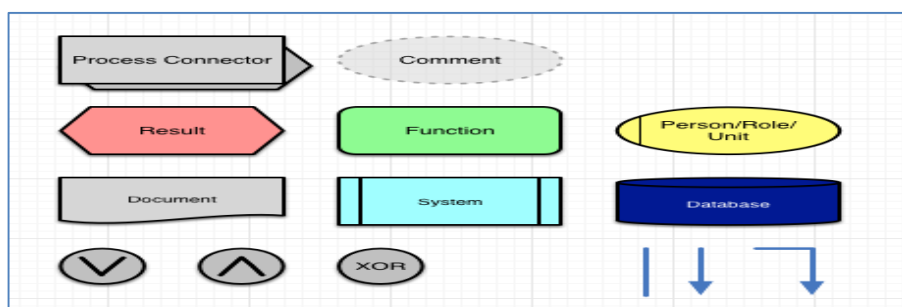 Process Connector
Comment
Result
Function
Person/Role/
Unit
Document
System
Database
XOR